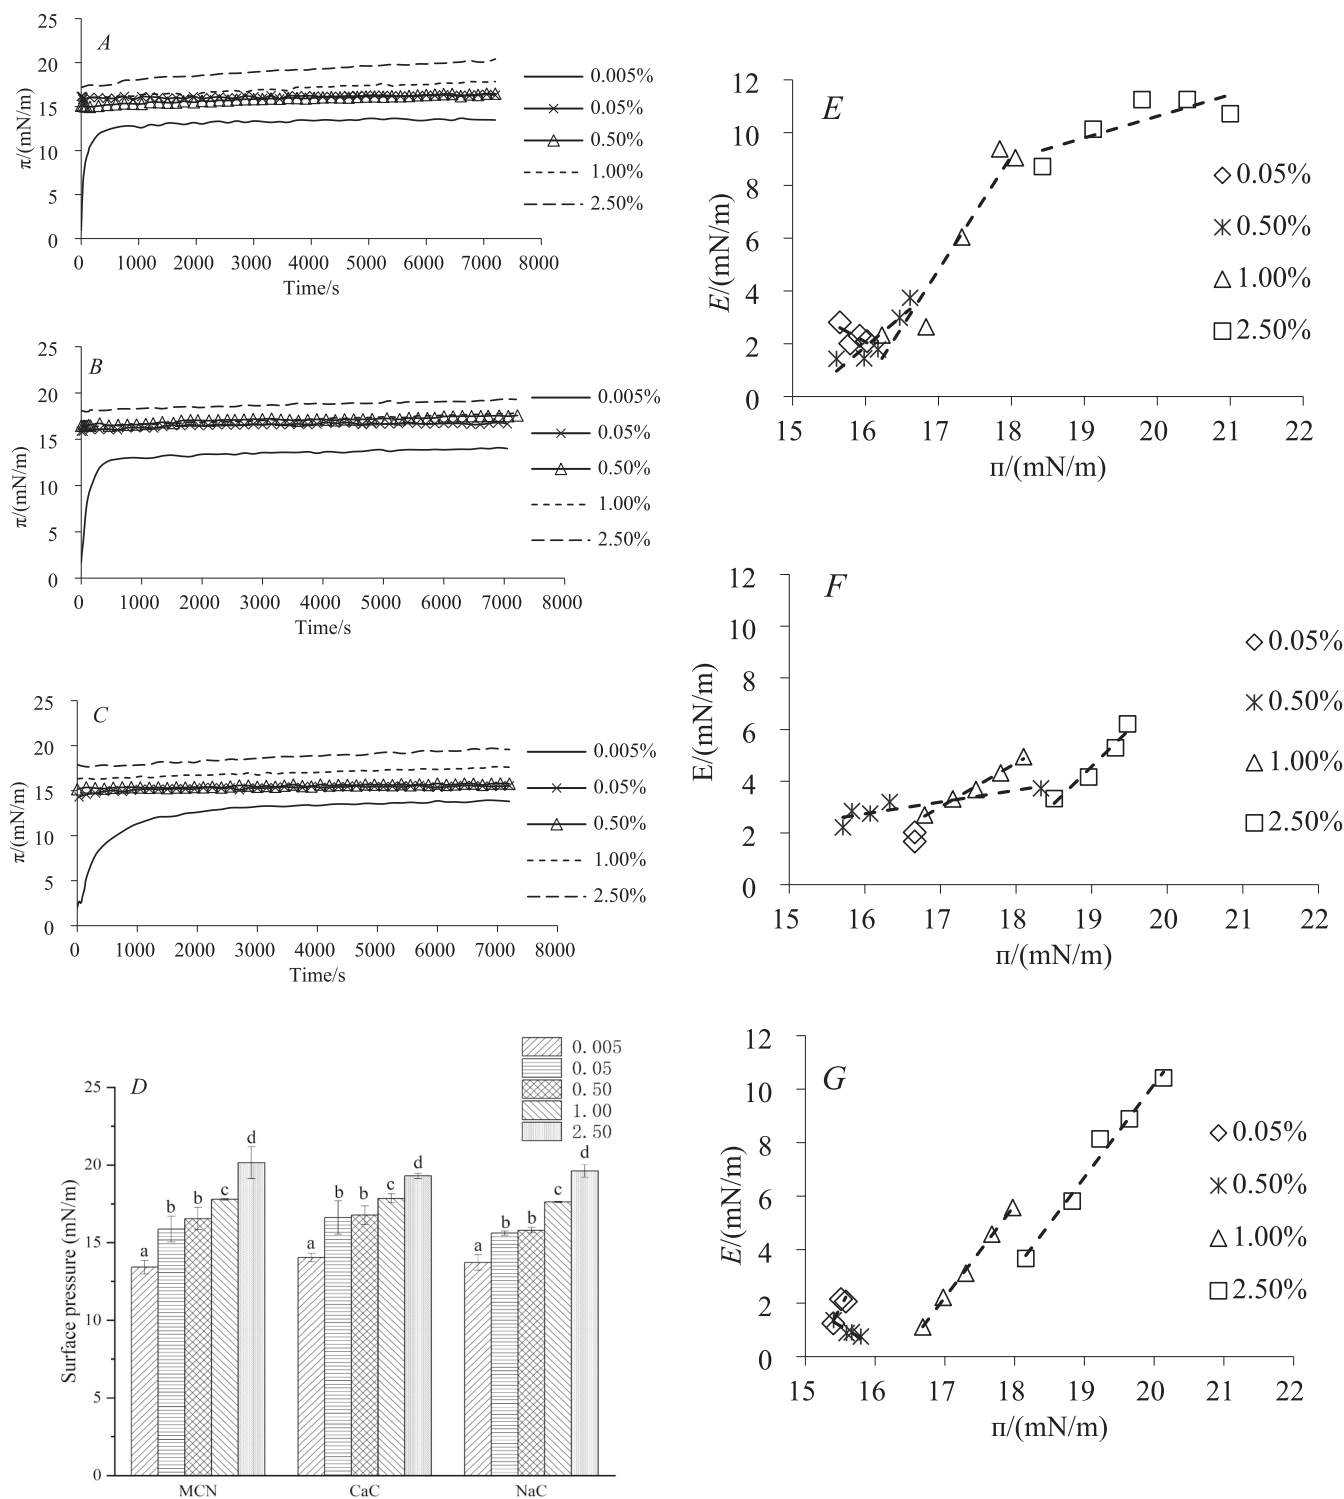 A
25
20
15
10
5
0
π/(mN/m)
0 1000 2000 3000 4000 5000 6000 7000 8000
Time/s
0.005%
0.05%
0.50%
1.00%
2.50%
B
25
20
15
10
5
0
π/(mN/m)
0 1000 2000 3000 4000 5000 6000 7000 8000
Time/s
0.005%
0.05%
0.50%
1.00%
2.50%
C
25
20
15
10
5
0
π/(mN/m)
0 1000 2000 3000 4000 5000 6000 7000 8000
Time/s
0.005%
0.05%
0.50%
1.00%
2.50%
D
0.005
0.05
0.50
1.00
2.50
25
20
15
10
5
0
Surface pressure (mN/m)
a b b c d
a b b c d
a b b c d
MCN CaC NaC
E
12
10
8
6
4
2
0
E/(mN/m)
15 16 17 18 19 20 21 22
π/(mN/m)
0.05%
0.50%
1.00%
2.50%
F
12
10
8
6
4
2
0
E/(mN/m)
15 16 17 18 19 20 21 22
π/(mN/m)
0.05%
0.50%
1.00%
2.50%
G
12
10
8
6
4
2
0
E/(mN/m)
15 16 17 18 19 20 21 22
π/(mN/m)
0.05%
0.50%
1.00%
2.50%